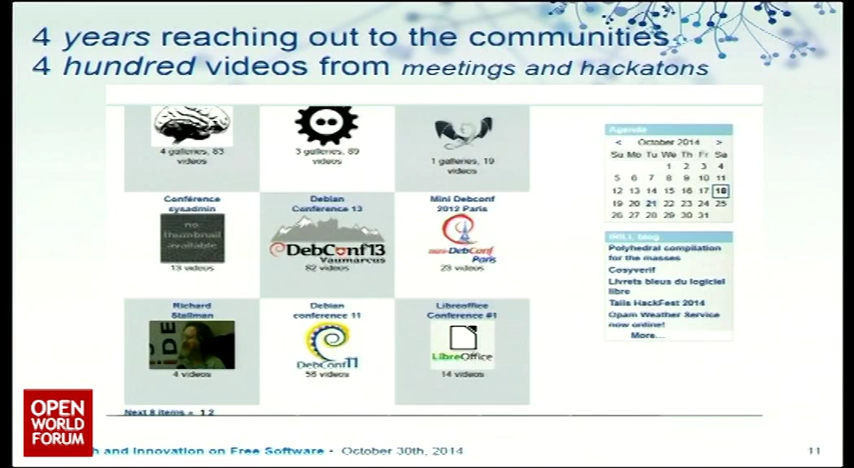 4 years reaching out to the communities
4 hundred videos from meetings and hackatons
4 galleries, 83
videos
3 galleries, 89
videos
1 galleries, 19
videos
Conférence
sysadmin
no
thumbnail
available
13 videos
Debian
Conference 13
DebConf13
Vaumarcus
82 videos
Mini Debconf
2012 Paris
mini-DebConf
Paris
23 videos
Richard
Stallman
4 videos
Debian
conference 11
DebConf11
56 videos
Libreoffice
Conference #1
LibreOffice
14 videos
Next 8 items » 1 2
Agenda
< October 2014 >
Su Mo Tu We Th Fr Sa
1 2 3 4
5 6 7 8 9 10 11
12 13 14 15 16 17 18
19 20 21 22 23 24 25
26 27 28 29 30 31
IRILL blog
Polyhedral compilation
for the masses
Cosyverif
Livrets bleus du logiciel
libre
Tails HackFest 2014
Opam Weather Service
now online!
More...
OPEN
WORLD
FORUM
and Innovation on Free Software • October 30th, 2014
11